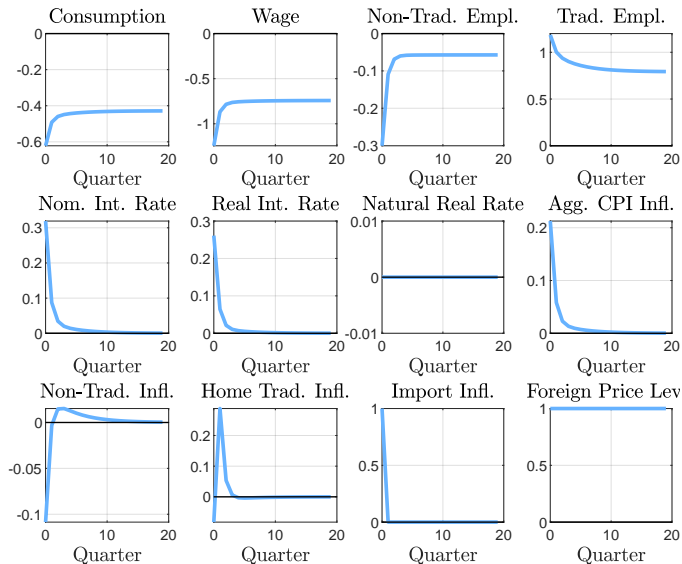 Consumption
Wage
Non-Trad. Empl.
Trad. Empl.
0
-0.2
-0.4
-0.6
0 10 20
Quarter
0
-0.5
-1
0 10 20
Quarter
0
-0.1
-0.2
-0.3
0 10 20
Quarter
1
0.5
0
0 10 20
Quarter
Nom. Int. Rate
Real Int. Rate
Natural Real Rate
Agg. CPI Infl.
0.3
0.2
0.1
0
0 10 20
Quarter
0.3
0.2
0.1
0
0 10 20
Quarter
0.01
0
-0.01
0 10 20
Quarter
0.2
0.1
0
0 10 20
Quarter
Non-Trad. Infl.
Home Trad. Infl.
Import Infl.
Foreign Price Lev
0
-0.05
-0.1
0 10 20
Quarter
0.2
0.1
0
0 10 20
Quarter
1
0.5
0
0 10 20
Quarter
1
0.5
0
0 10 20
Quarter